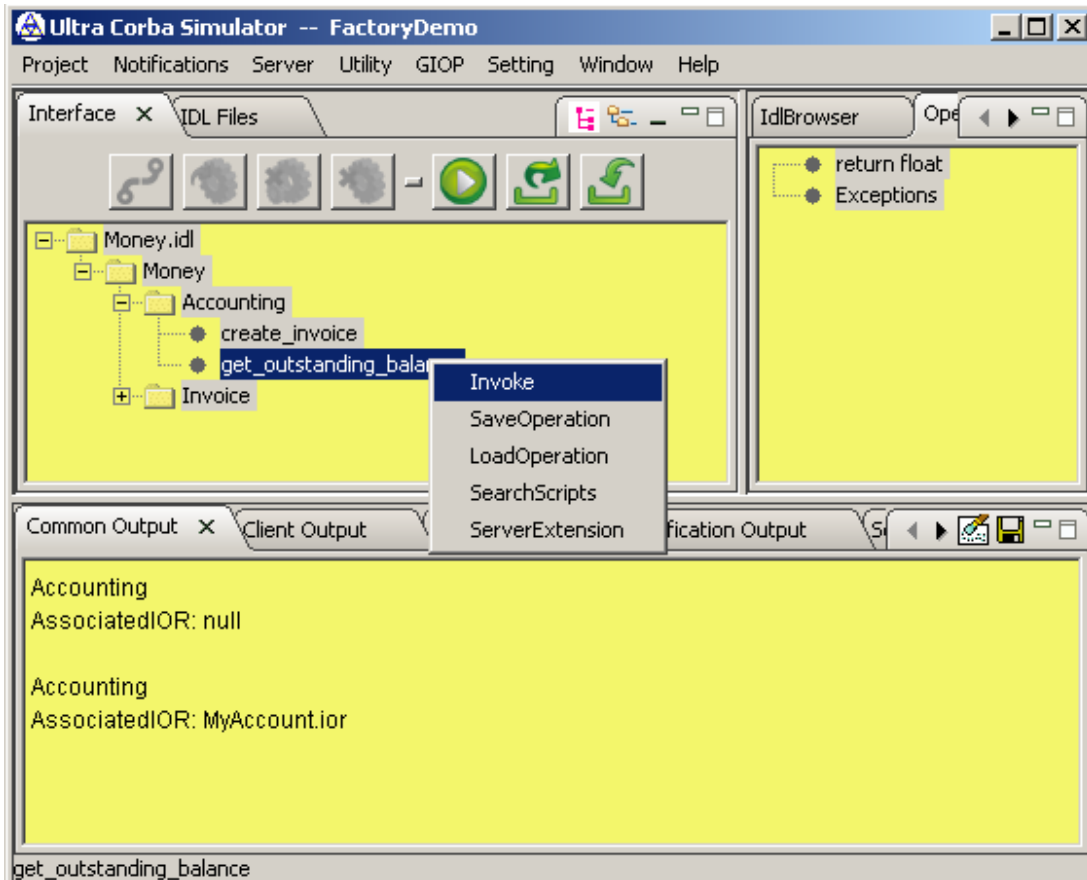 Ultra Corba Simulator -- FactoryDemo
Project Notifications Server Utility GIOP Setting Window Help
Interface
IDL Files
Money.idl
Money
Accounting
create_invoice
get_outstanding_bala
Invoice
Invoke
SaveOperation
LoadOperation
SearchScripts
ServerExtension
IdlBrowser
Ope
return float
Exceptions
Common Output
Client Output
fication Output
Accounting
AssociatedIOR: null
Accounting
AssociatedIOR: MyAccount.ior
get_outstanding_balance